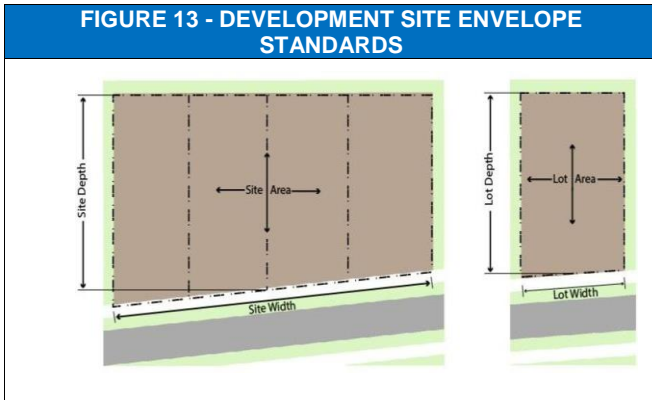 FIGURE 13 - DEVELOPMENT SITE ENVELOPE
STANDARDS
Site Depth
Site Area
Site Width
Lot Depth
Lot Area
Lot Width